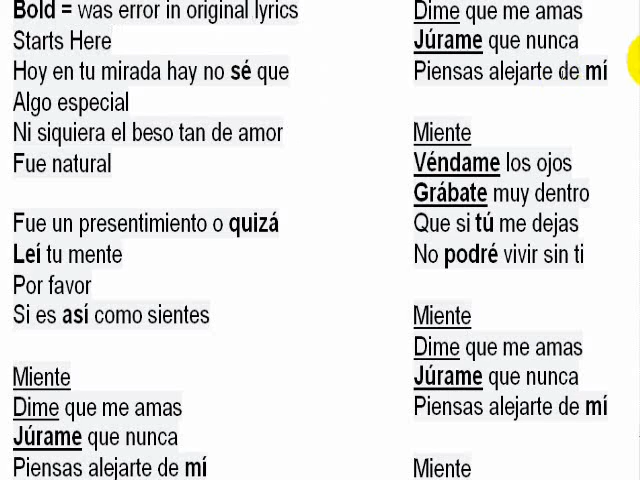 Bold = was error in original lyrics
Starts Here
Hoy en tu mirada hay no sé que
Algo especial
Ni siquiera el beso tan de amor
Fue natural
Fue un presentimiento o quizá
Leí tu mente
Por favor
Si es así como sientes
Miente
Dime que me amas
Júrame que nunca
Piensas alejarte de mí
Dime que me amas
Júrame que nunca
Piensas alejarte de mí
Miente
Véndame los ojos
Grábate muy dentro
Que si tú me dejas
No podré vivir sin ti
Miente
Dime que me amas
Júrame que nunca
Piensas alejarte de mí
Miente